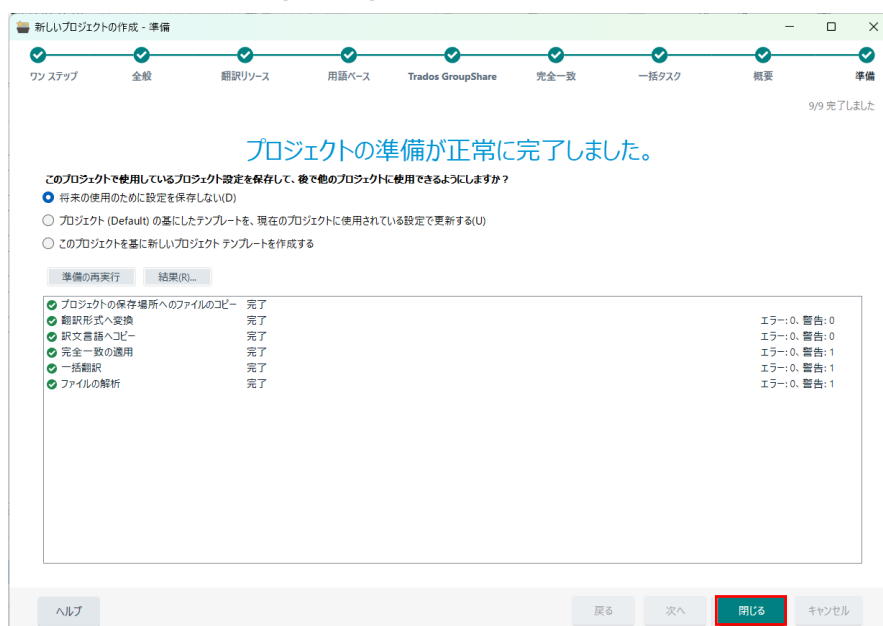 新しいプロジェクトの作成 - 準備
ワン ステップ 全般 翻訳リソース 用語ベース Trados GroupShare 完全一致 一括タスク 概要 準備
9/9 完了しました
プロジェクトの準備が正常に完了しました。
このプロジェクトで使用しているプロジェクト設定を保存して、後で他のプロジェクトに使用できるようにしますか？
将来の使用のために設定を保存しない(D)
プロジェクト (Default) の基にしたテンプレートを、現在のプロジェクトに使用されている設定で更新する(U)
このプロジェクトを基に新しいプロジェクト テンプレートを作成する
準備の再実行 結果(R)...
プロジェクトの保存場所へのファイルのコピー 完了
翻訳形式へ変換 完了 エラー: 0、警告: 0
訳文言語へコピー 完了 エラー: 0、警告: 0
完全一致の適用 完了 エラー: 0、警告: 1
一括翻訳 完了 エラー: 0、警告: 1
ファイルの解析 完了 エラー: 0、警告: 1
ヘルプ 戻る 次へ 閉じる キャンセル